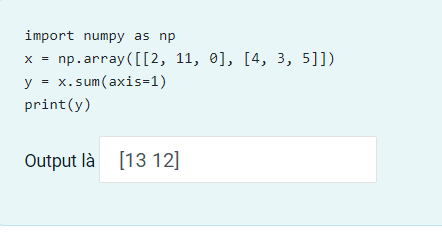 import numpy as np
x = np.array([[2, 11, 0], [4, 3, 5]])
y = x.sum(axis=1)
print(y)
Output là [13 12]